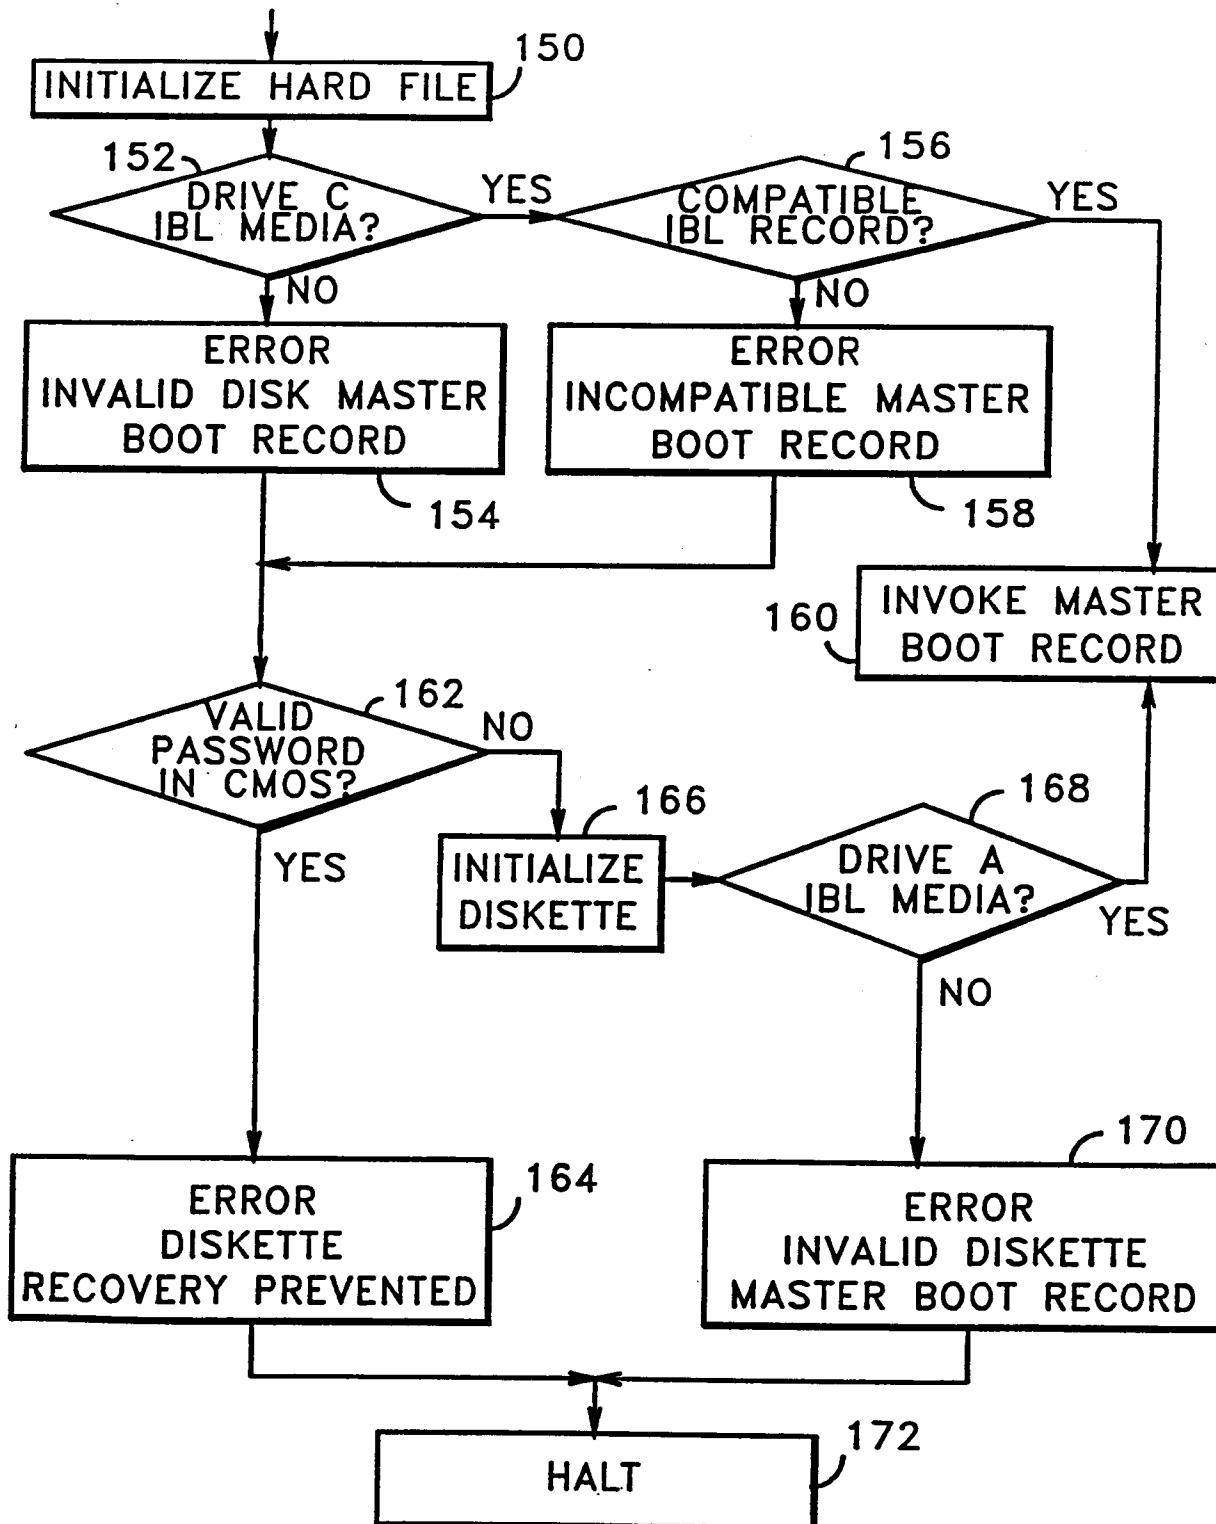 150
INITIALIZE HARD FILE
152
DRIVE C
IBL MEDIA?
YES
NO
156
COMPATIBLE
IBL RECORD?
YES
NO
ERROR
INVALID DISK MASTER
BOOT RECORD
154
ERROR
INCOMPATIBLE MASTER
BOOT RECORD
158
160
INVOKE MASTER
BOOT RECORD
162
VALID
PASSWORD
IN CMOS?
NO
YES
166
INITIALIZE
DISKETTE
168
DRIVE A
IBL MEDIA?
YES
NO
164
ERROR
DISKETTE
RECOVERY PREVENTED
170
ERROR
INVALID DISKETTE
MASTER BOOT RECORD
172
HALT